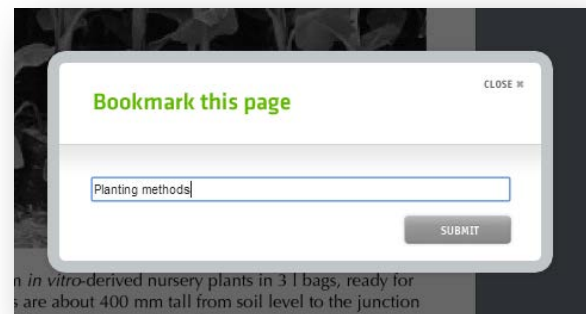 CLOSE ✖
Bookmark this page
Planting methods
SUBMIT
in vitro-derived nursery plants in 3 l bags, ready for
are about 400 mm tall from soil level to the junction